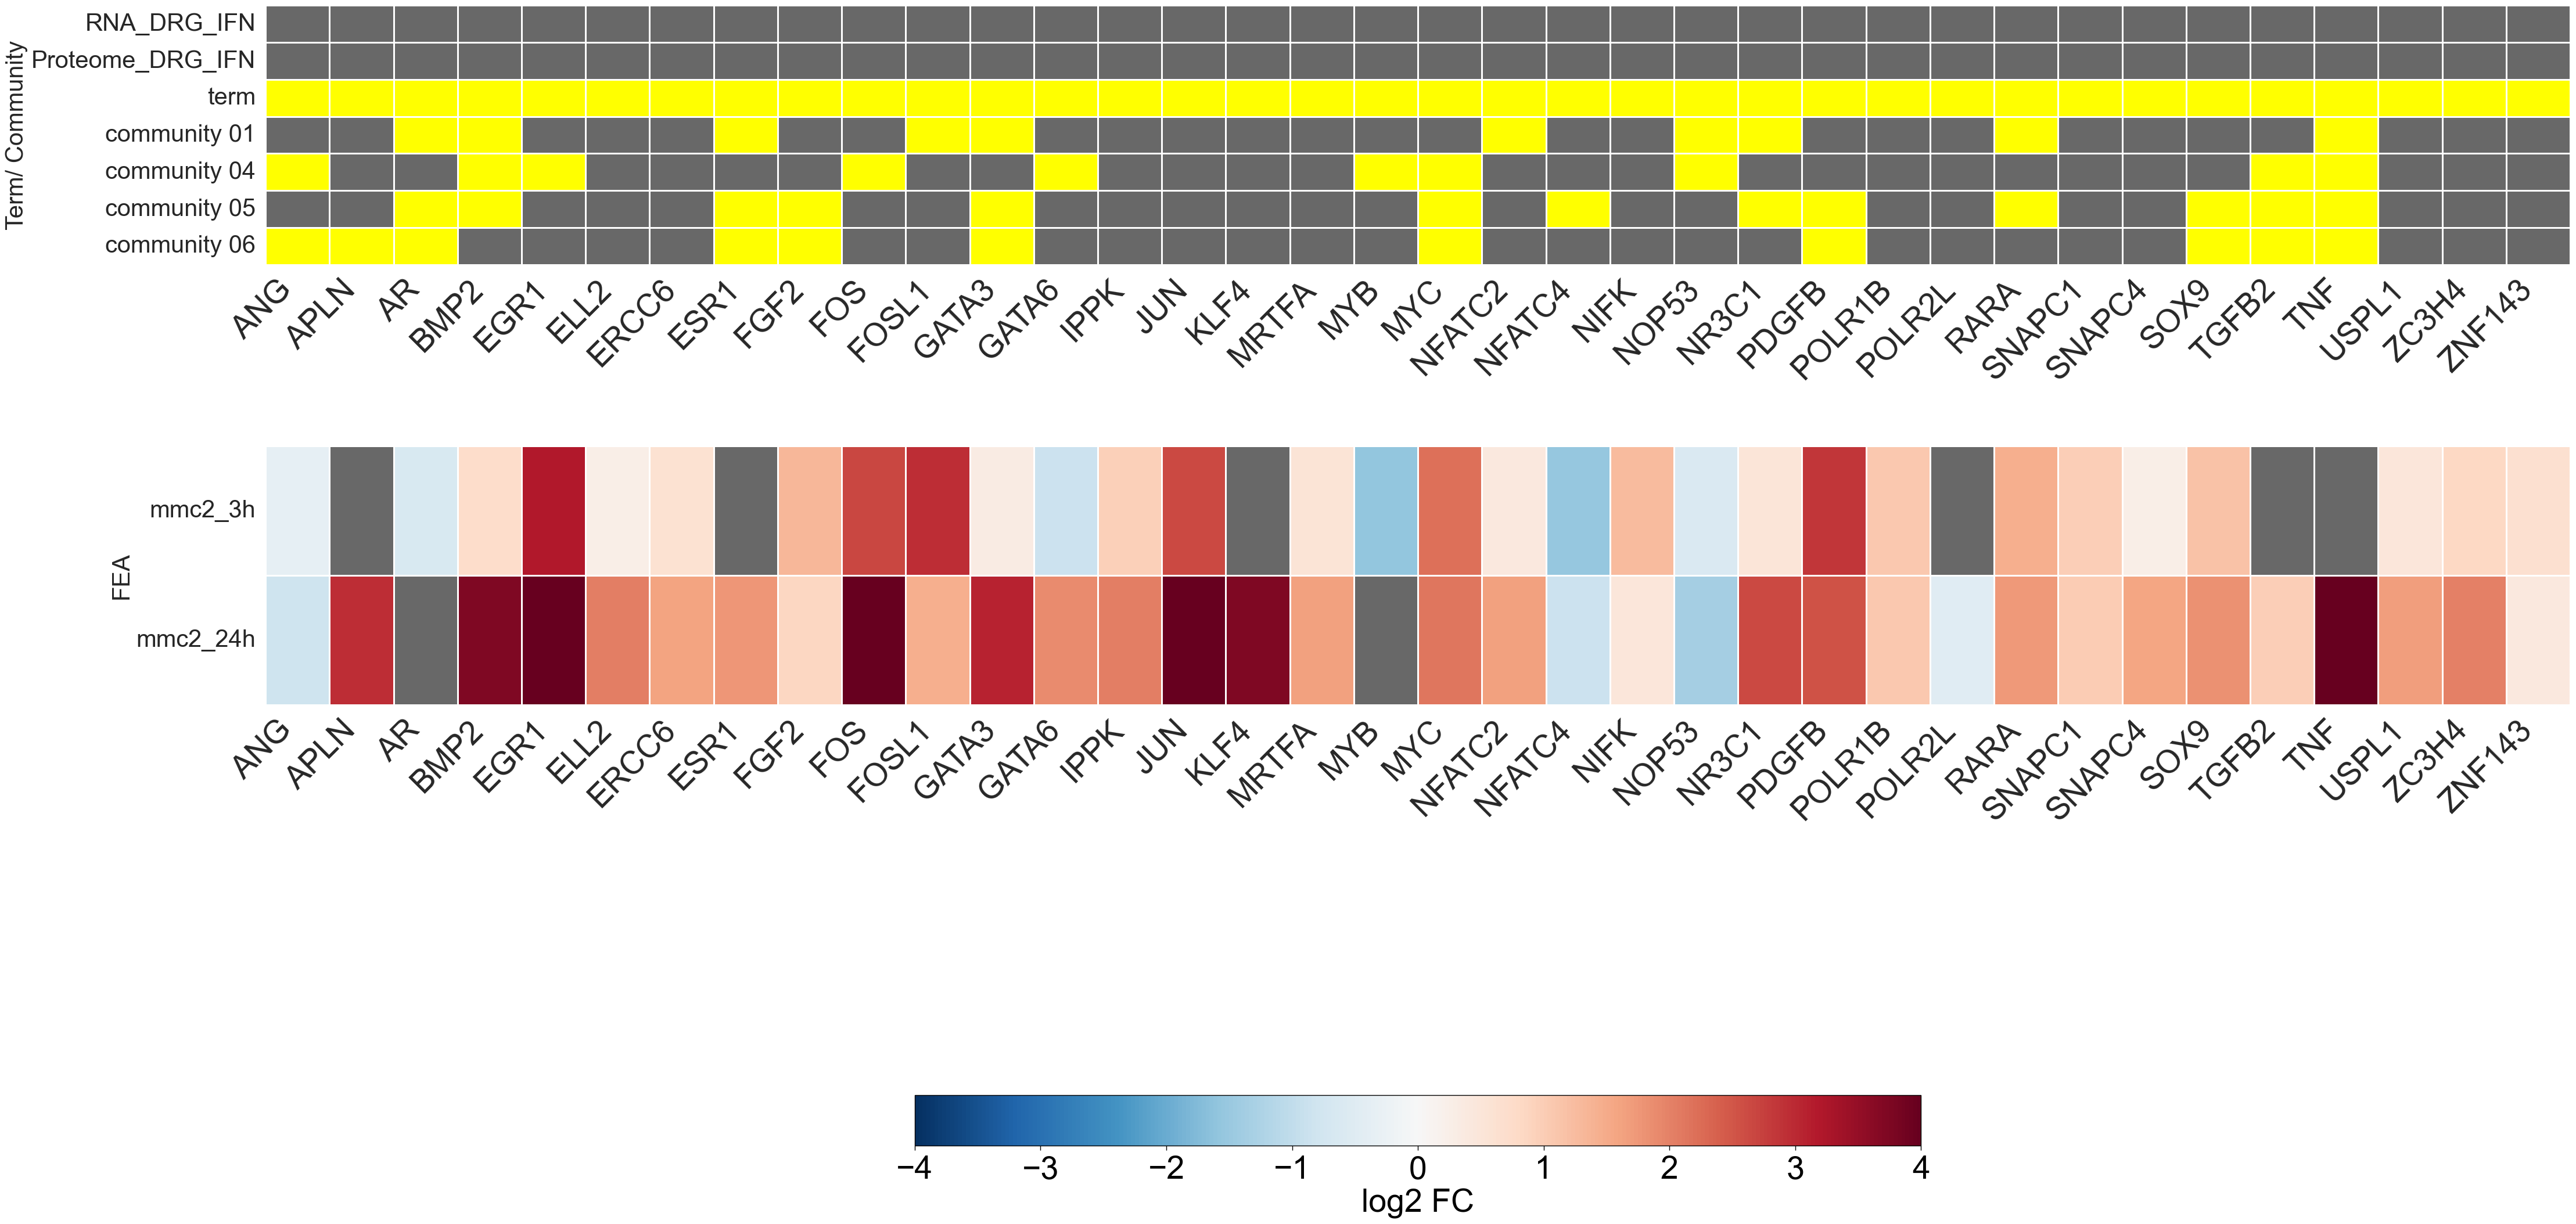 Term/ Community
RNA_DRG_IFN
Proteome_DRG_IFN
term
community 01
community 04
community 05
community 06
ANG APLN AR BMP2 EGR1 ELL2 ERCC6 ESR1 FGF2 FOS FOSL1 GATA3 GATA6 IPPK JUN KLF4 MRTFA MYB MYC NFATC2 NFATC4 NIFK NOP53 NR3C1 PDGFB POLR1B POLR2L RARA SNAPC1 SNAPC4 SOX9 TGFB2 TNF USPL1 ZC3H4 ZNF143
FEA
mmc2_3h
mmc2_24h
ANG APLN AR BMP2 EGR1 ELL2 ERCC6 ESR1 FGF2 FOS FOSL1 GATA3 GATA6 IPPK JUN KLF4 MRTFA MYB MYC NFATC2 NFATC4 NIFK NOP53 NR3C1 PDGFB POLR1B POLR2L RARA SNAPC1 SNAPC4 SOX9 TGFB2 TNF USPL1 ZC3H4 ZNF143
−4 −3 −2 −1 0 1 2 3 4
log2 FC